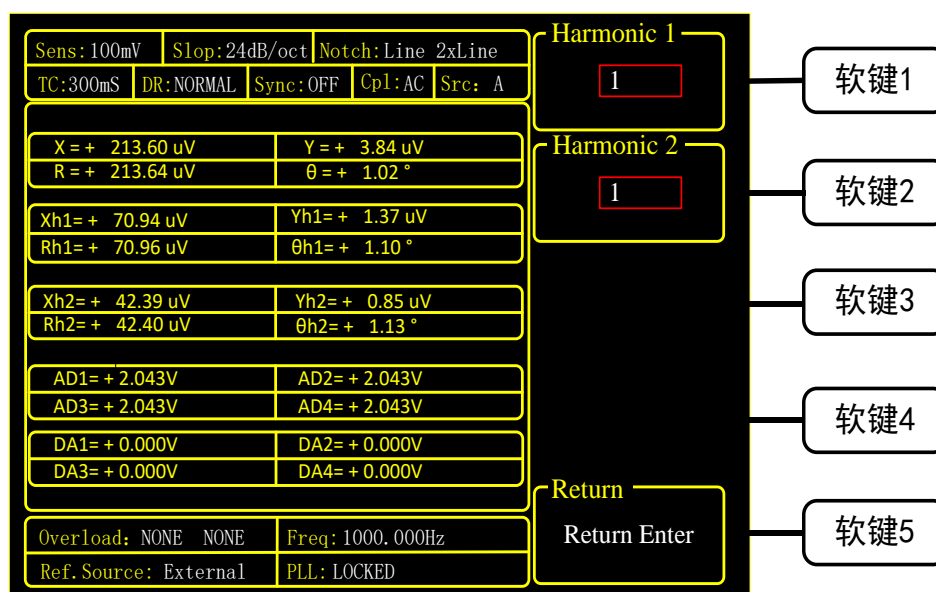 Sens:100mV Slop:24dB/oct Notch:Line 2xLine
TC:300mS DR:NORMAL Sync:OFF Cpl:AC Src: A
X = + 213.60 uV Y = + 3.84 uV
R = + 213.64 uV θ = + 1.02 °
Xh1= + 70.94 uV Yh1= + 1.37 uV
Rh1= + 70.96 uV θh1= + 1.10 °
Xh2= + 42.39 uV Yh2= + 0.85 uV
Rh2= + 42.40 uV θh2= + 1.13 °
AD1= + 2.043V AD2= + 2.043V
AD3= + 2.043V AD4= + 2.043V
DA1= + 0.000V DA2= + 0.000V
DA3= + 0.000V DA4= + 0.000V
Overload: NONE NONE Freq:1000.000Hz
Ref.Source: External PLL:LOCKED
Harmonic 1
1
Harmonic 2
1
Return
Return Enter
软键1
软键2
软键3
软键4
软键5